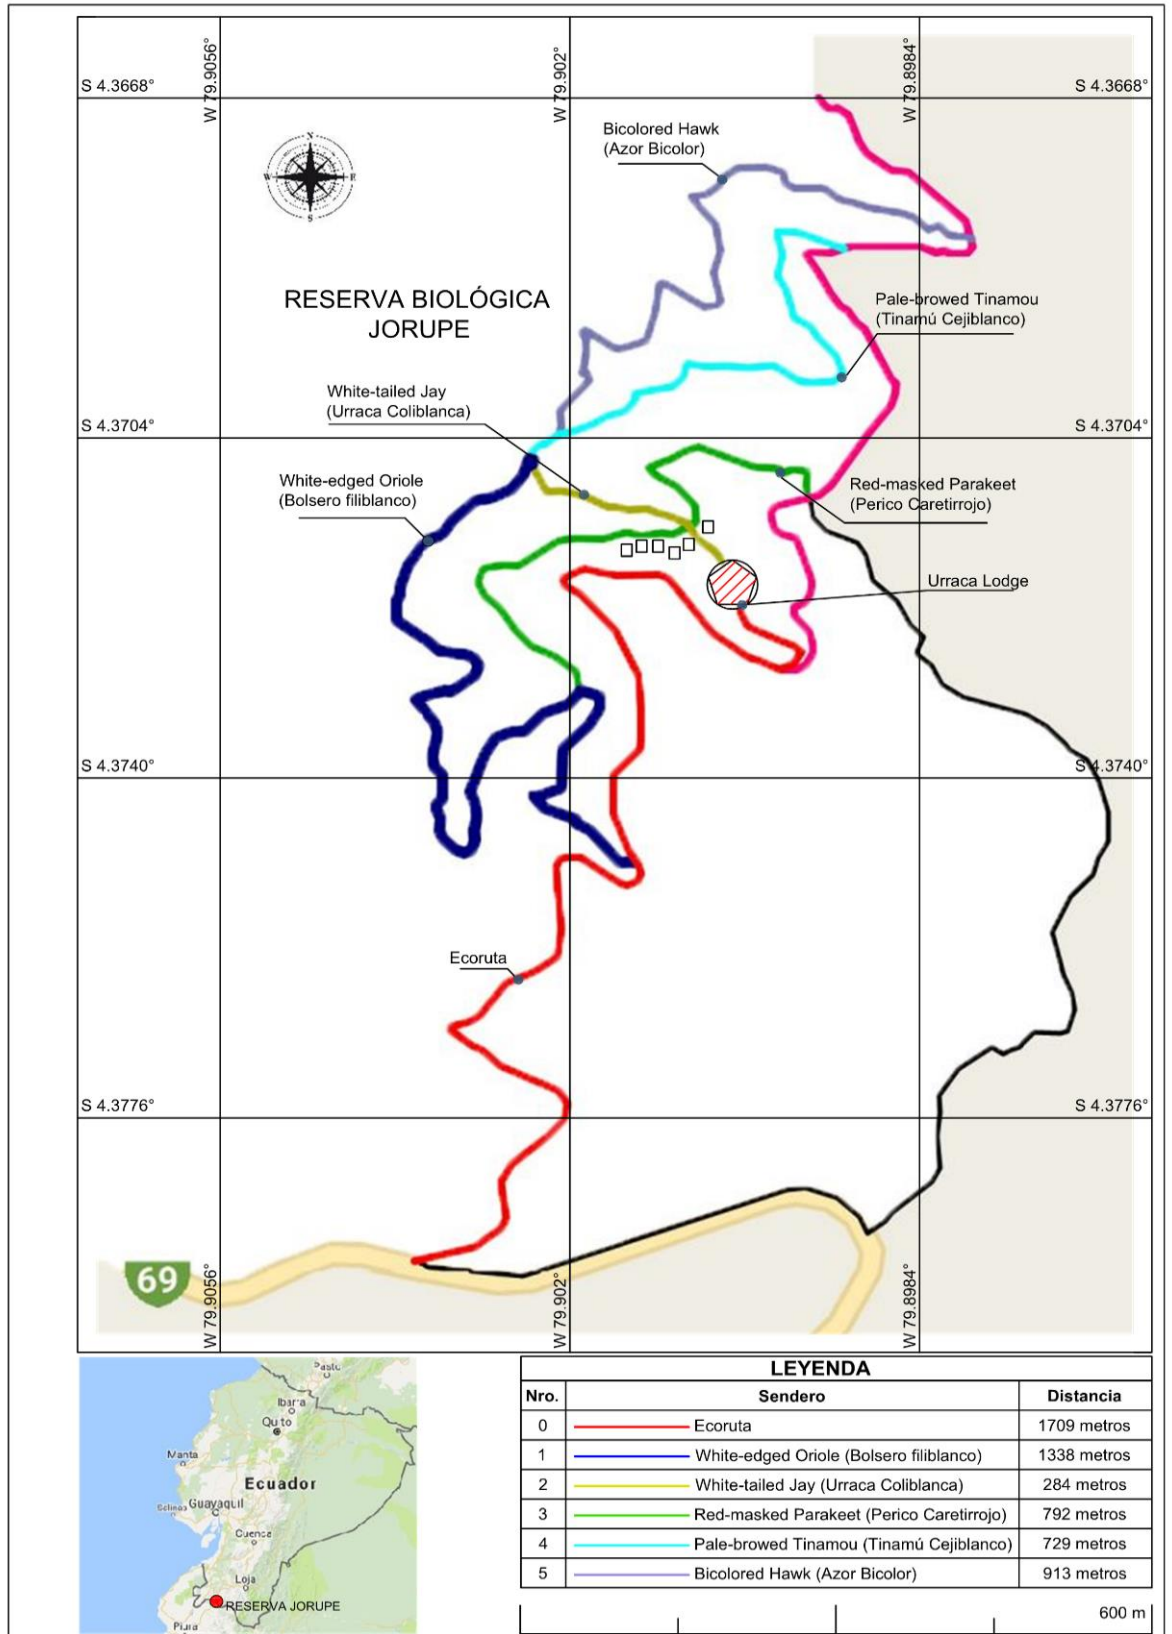 W 79.9056°
W 79.902°
W 79.8984°
S 4.3668°
S 4.3668°
Bicolored Hawk
(Azor Bicolor)
N
W
E
S
RESERVA BIOLÓGICA
JORUPE
Pale-browed Tinamou
(Tinamú Cejiblanco)
White-tailed Jay
(Urraca Coliblanca)
S 4.3704°
S 4.3704°
White-edged Oriole
(Bolsero filiblanco)
Red-masked Parakeet
(Perico Caretirrojo)
Urraca Lodge
S 4.3740°
S 4.3740°
Ecoruta
S 4.3776°
S 4.3776°
69
W 79.9056°
W 79.902°
W 79.8984°
Pasto
Ibarra
Quito
Manta
Ecuador
Salinas
Guayaquil
Cuenca
Loja
RESERVA JORUPE
Piura
LEYENDA
Nro. Sendero Distancia
0 Ecoruta 1709 metros
1 White-edged Oriole (Bolsero filiblanco) 1338 metros
2 White-tailed Jay (Urraca Coliblanca) 284 metros
3 Red-masked Parakeet (Perico Caretirrojo) 792 metros
4 Pale-browed Tinamou (Tinamú Cejiblanco) 729 metros
5 Bicolored Hawk (Azor Bicolor) 913 metros
600 m